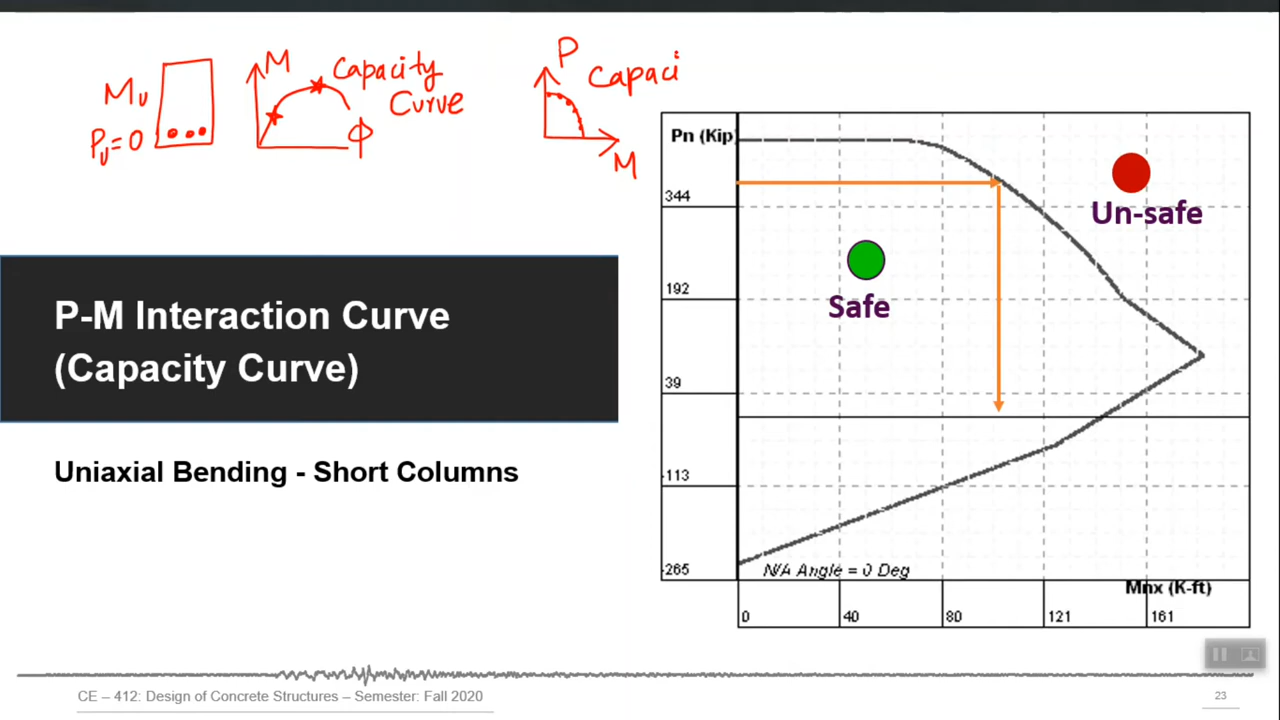 Mu
Pu=0
M
Capacity
Curve
Φ
P
Capaci
M
P-M Interaction Curve
(Capacity Curve)
Uniaxial Bending - Short Columns
Pn (Kip)
344
192
39
-113
-265
Safe
Un-safe
N/A Angle = 0 Deg
Mnx (K-ft)
0 40 80 121 161
CE – 412: Design of Concrete Structures – Semester: Fall 2020
23